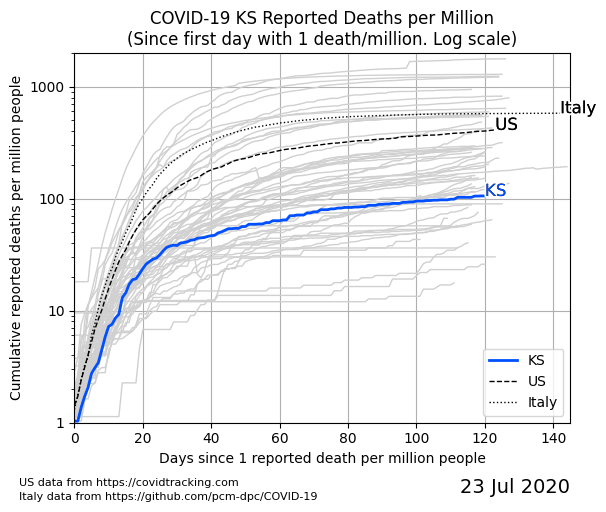 COVID-19 KS Reported Deaths per Million
(Since first day with 1 death/million. Log scale)
Cumulative reported deaths per million people
1000
100
10
1
Italy
US
KS
KS
US
Italy
0
20
40
60
80
100
120
140
Days since 1 reported death per million people
US data from https://covidtracking.com
Italy data from https://github.com/pcm-dpc/COVID-19
23 Jul 2020